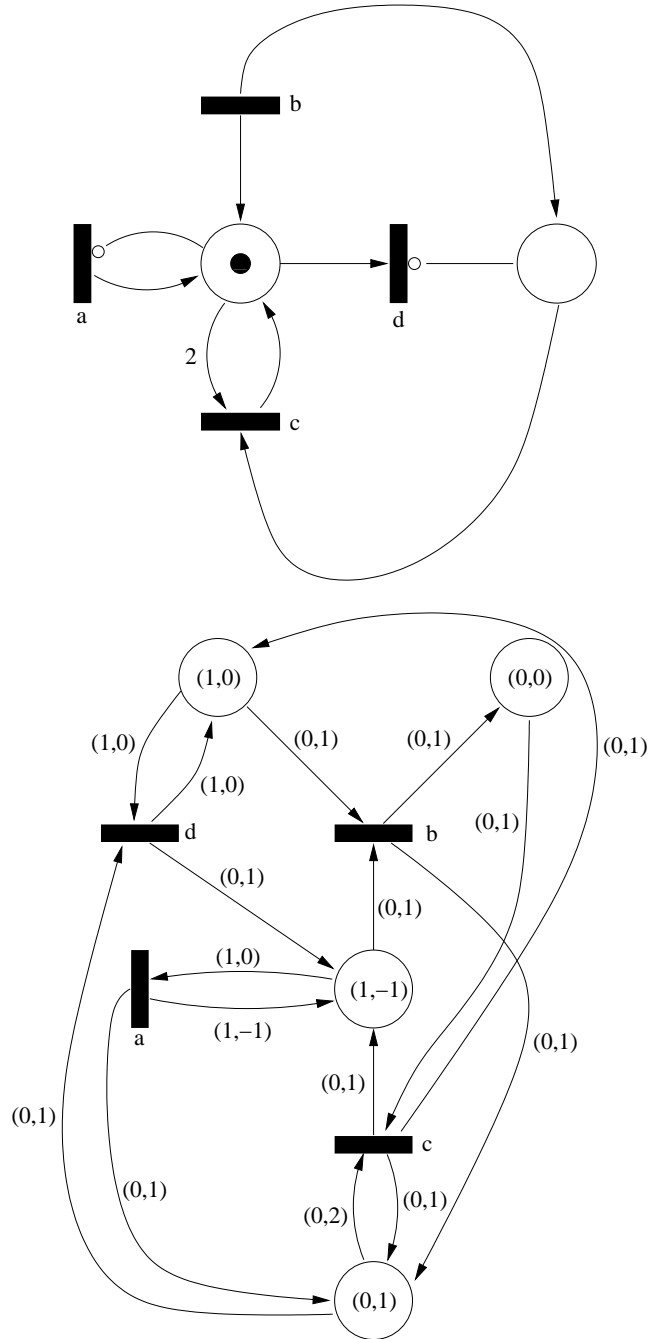 b
a
d
2
c
(1,0)
(0,0)
(1,0)
(0,1)
(0,1)
(0,1)
(1,0)
(0,1)
d
b
(0,1)
(0,1)
(1,0)
(1,–1)
(1,–1)
a
(0,1)
(0,1)
(0,1)
c
(0,1)
(0,2)
(0,1)
(0,1)